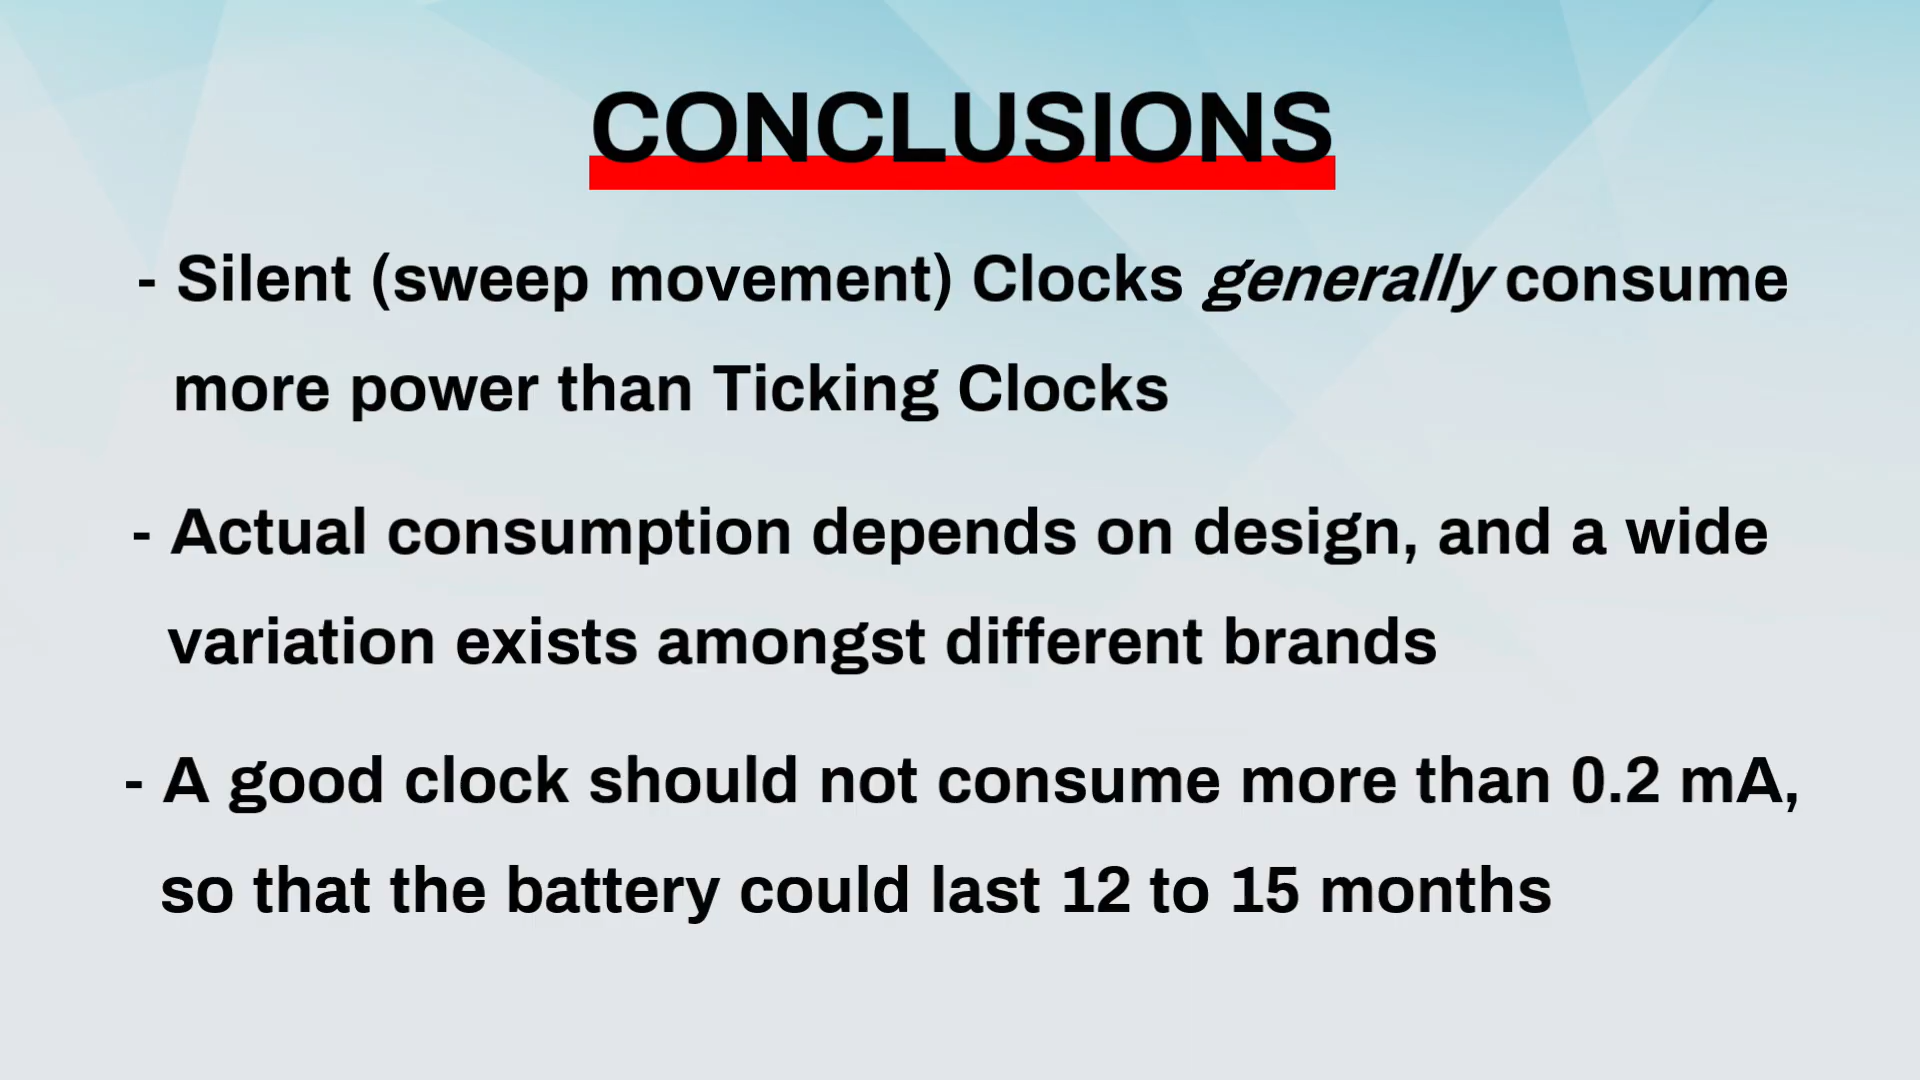 CONCLUSIONS
- Silent (sweep movement) Clocks generally consume
more power than Ticking Clocks
- Actual consumption depends on design, and a wide
variation exists amongst different brands
- A good clock should not consume more than 0.2 mA,
so that the battery could last 12 to 15 months